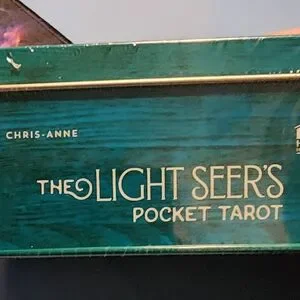 CHRIS-ANNE
THE LIGHT SEER'S
POCKET TAROT